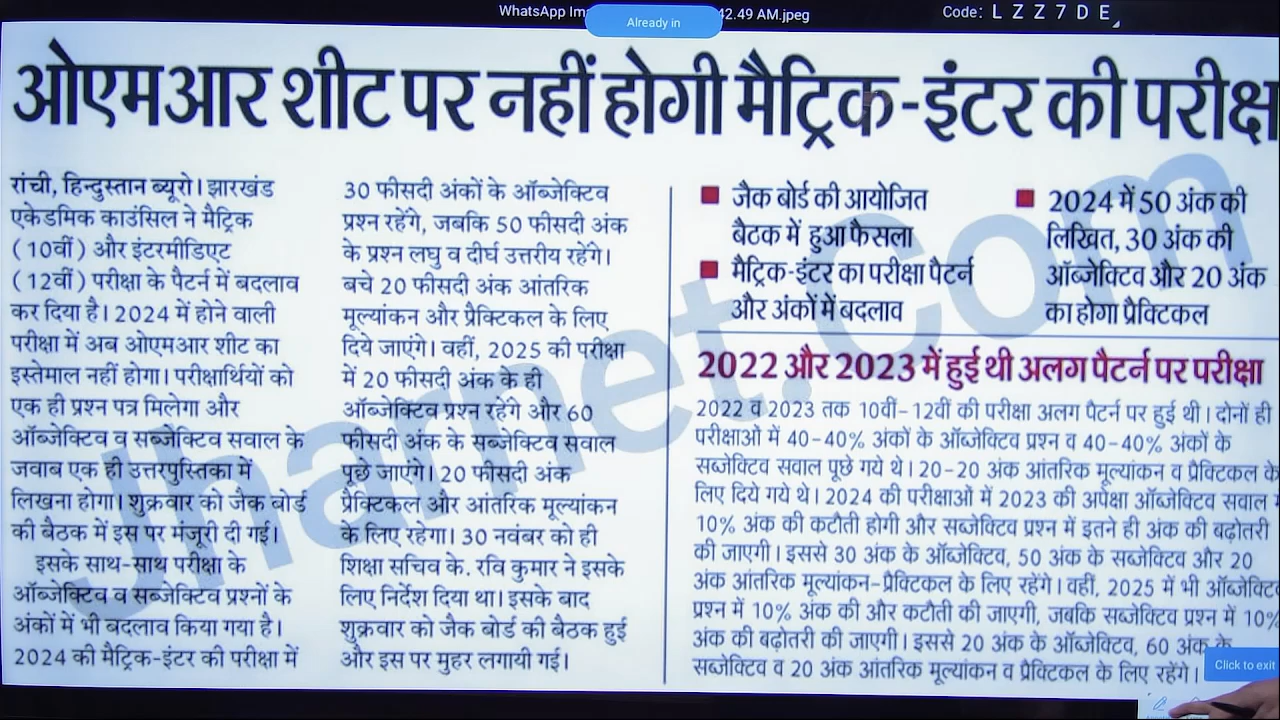 WhatsApp Im
Already in
42.49 AM.jpeg
Code: L Z Z 7 D E
ओएमआर शीट पर नहीं होगी मैट्रिक-इंटर की
रांची, हिन्दुस्तान ब्यूरो। झारखंड
एकेडमिक काउंसिल ने मैट्रिक
(10वीं) और इंटरमीडिएट
(12वीं) परीक्षा के पैटर्न में बदलाव
कर दिया है। 2024 में होने वाली
परीक्षा में अब ओएमआर शीट का
इस्तेमाल नहीं होगा। परीक्षार्थियों को
एक ही प्रश्न पत्र मिलेगा और
ऑब्जेक्टिव व सब्जेक्टिव सवाल के
जवाब एक ही उत्तरपुस्तिका में
लिखना होगा। शुक्रवार को जैक बोर्ड
की बैठक में इस पर मंजूरी दी गई।
इसके साथ-साथ परीक्षा के
ऑब्जेक्टिव व सब्जेक्टिव प्रश्नों के
अंकों में भी बदलाव किया गया है।
2024 की मैट्रिक-इंटर की परीक्षा में
30 फीसदी अंकों के ऑब्जेक्टिव
प्रश्न रहेंगे, जबकि 50 फीसदी अंक
के प्रश्न लघु व दीर्घ उत्तरीय रहेंगे।
बचे 20 फीसदी अंक आंतरिक
मूल्यांकन और प्रैक्टिकल के लिए
दिये जाएंगे। वहीं, 2025 की परीक्षा
में 20 फीसदी अंक के ही
ऑब्जेक्टिव प्रश्न रहेंगे और 60
फीसदी अंक के सब्जेक्टिव सवाल
पूछे जाएंगे। 20 फीसदी अंक
प्रैक्टिकल और आंतरिक मूल्यांकन
के लिए रहेगा। 30 नवंबर को ही
शिक्षा सचिव के. रवि कुमार ने इसके
लिए निर्देश दिया था। इसके बाद
शुक्रवार को जैक बोर्ड की बैठक हुई
और इस पर मुहर लगायी गई।
जैक बोर्ड की आयोजित
बैठक में हुआ फैसला
मैट्रिक-इंटर का परीक्षा पैटर्न
और अंकों में बदलाव
2024 में 50 अंक की
लिखित, 30 अंक की
ऑब्जेक्टिव और 20 अंक
का होगा प्रैक्टिकल
2022 और 2023 में हुई थी अलग पैटर्न पर परीक्षा
2022 व 2023 तक 10वीं-12वीं की परीक्षा अलग पैटर्न पर हुई थी। दोनों ही
परीक्षाओं में 40-40% अंकों के ऑब्जेक्टिव प्रश्न व 40-40% अंकों के
सब्जेक्टिव सवाल पूछे गये थे। 20-20 अंक आंतरिक मूल्यांकन व प्रैक्टिकल के
लिए दिये गये थे। 2024 की परीक्षाओं में 2023 की अपेक्षा ऑब्जेक्टिव सवाल
10% अंक की कटौती होगी और सब्जेक्टिव प्रश्न में इतने ही अंक की बढ़ोतरी
की जाएगी। इससे 30 अंक के ऑब्जेक्टिव, 50 अंक के सब्जेक्टिव और 20
अंक आंतरिक मूल्यांकन-प्रैक्टिकल के लिए रहेंगे। वहीं, 2025 में भी ऑब्जेक्टिव
प्रश्न में 10% अंक की और कटौती की जाएगी, जबकि सब्जेक्टिव प्रश्न में 10%
अंक की बढ़ोतरी की जाएगी। इससे 20 अंक के ऑब्जेक्टिव, 60 अंक के
सब्जेक्टिव व 20 अंक आंतरिक मूल्यांकन व प्रैक्टिकल के लिए रहेंगे।
Click to exit
Jharnet.com